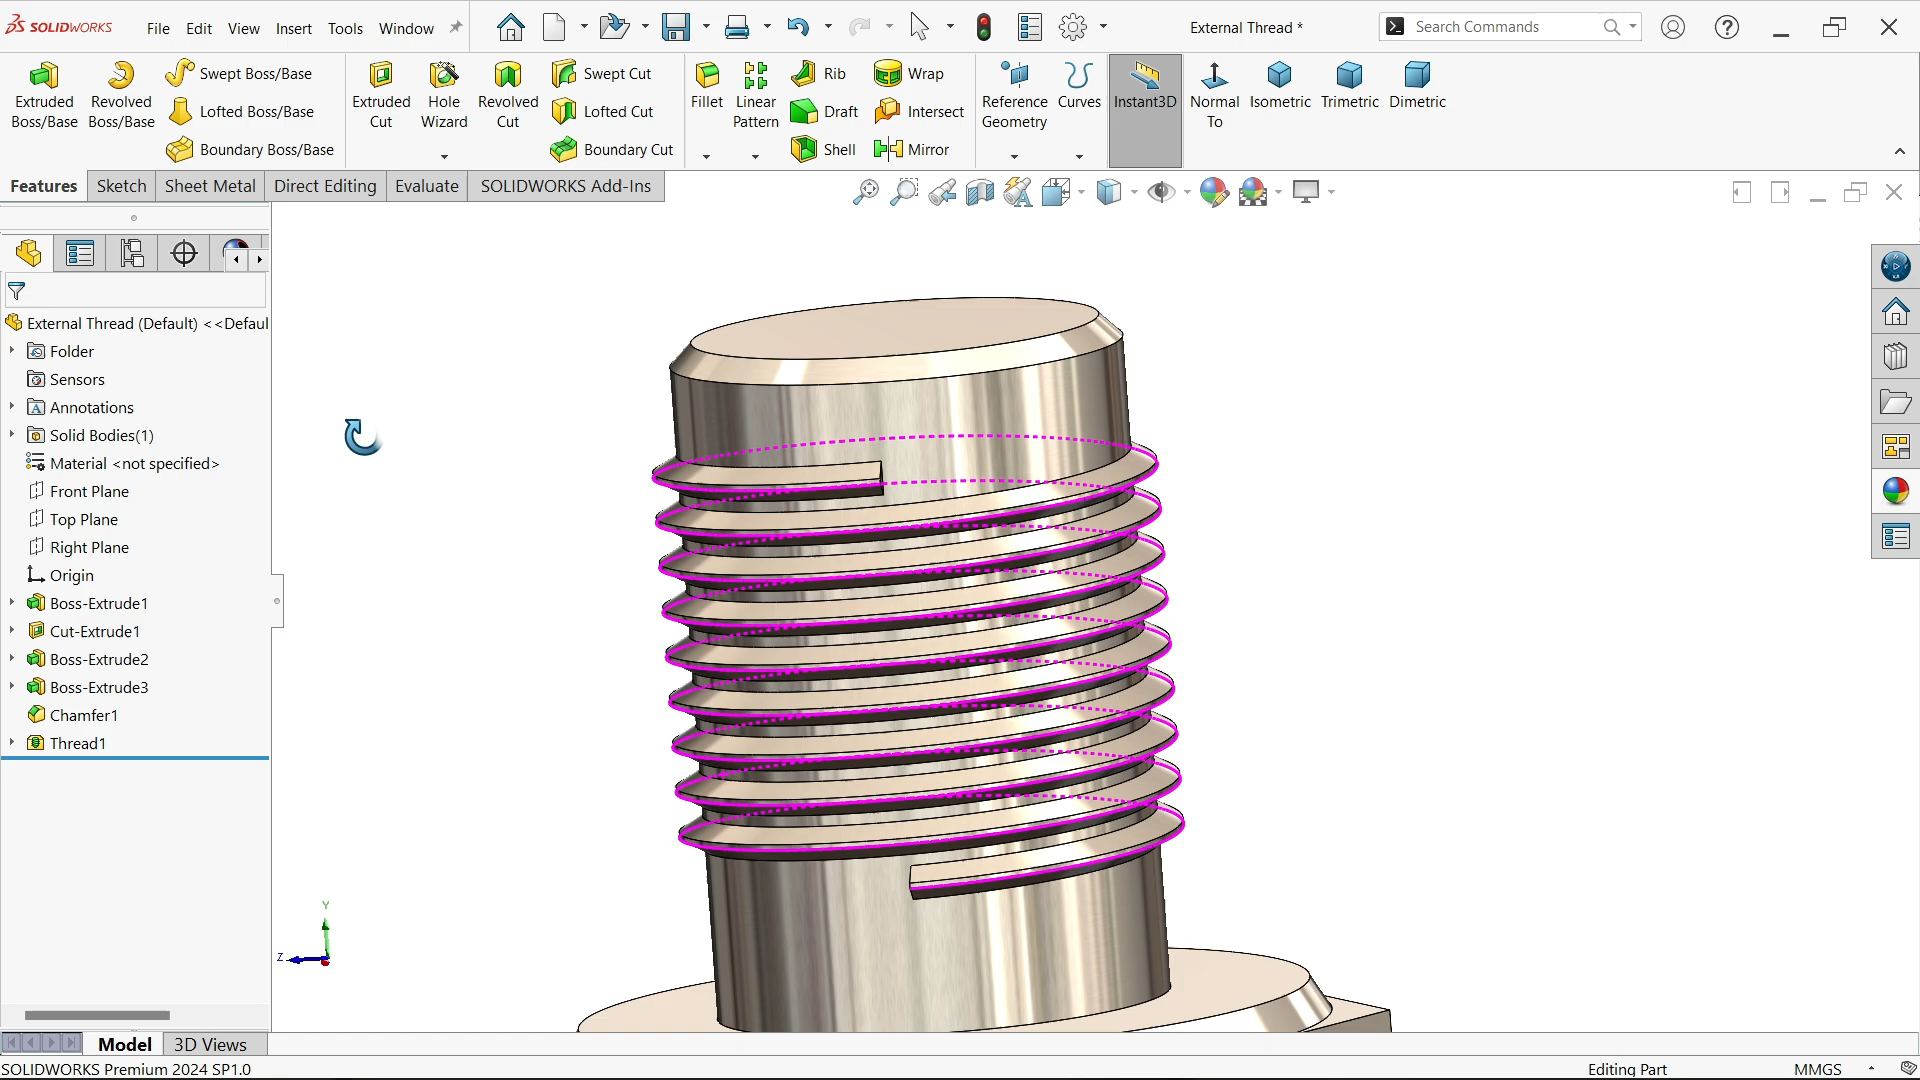 SOLIDWORKS
File Edit View Insert Tools Window
External Thread *
Search Commands
Extruded Boss/Base
Revolved Boss/Base
Swept Boss/Base
Lofted Boss/Base
Boundary Boss/Base
Extruded Cut
Hole Wizard
Revolved Cut
Swept Cut
Lofted Cut
Boundary Cut
Fillet
Linear Pattern
Rib
Draft
Shell
Wrap
Intersect
Mirror
Reference Geometry
Curves
Instant3D
Normal To
Isometric
Trimetric
Dimetric
Features Sketch Sheet Metal Direct Editing Evaluate SOLIDWORKS Add-Ins
External Thread (Default) <<Defaul
Folder
Sensors
Annotations
Solid Bodies(1)
Material <not specified>
Front Plane
Top Plane
Right Plane
Origin
Boss-Extrude1
Cut-Extrude1
Boss-Extrude2
Boss-Extrude3
Chamfer1
Thread1
Y
Z
Model 3D Views
SOLIDWORKS Premium 2024 SP1.0
Editing Part
MMGS